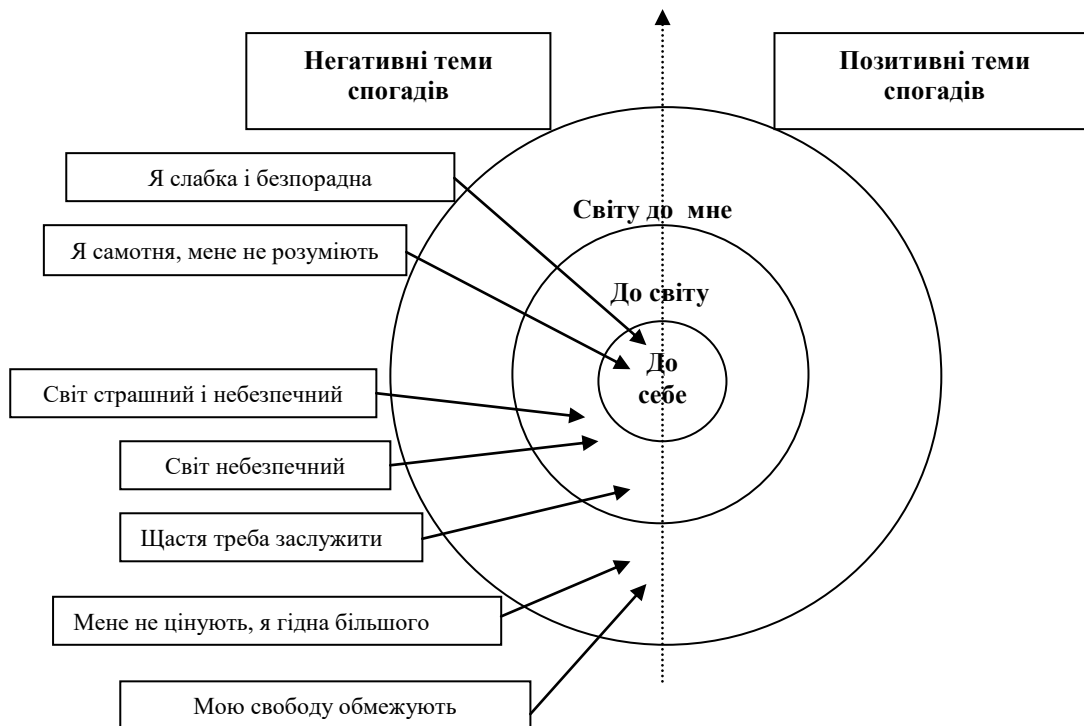 Негативні теми
спогадів
Позитивні теми
спогадів
Я слабка і безпорадна
Світу до мне
Я самотня, мене не розуміють
До світу
До
себе
Світ страшний і небезпечний
Світ небезпечний
Щастя треба заслужити
Мене не цінують, я гідна більшого
Мою свободу обмежують